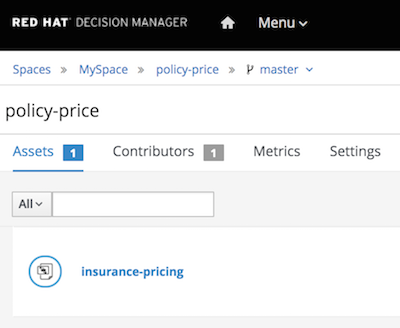 RED HAT DECISION MANAGER Menu
Spaces » MySpace » policy-price » master
policy-price
Assets 1 Contributors 1 Metrics Settings
All
insurance-pricing